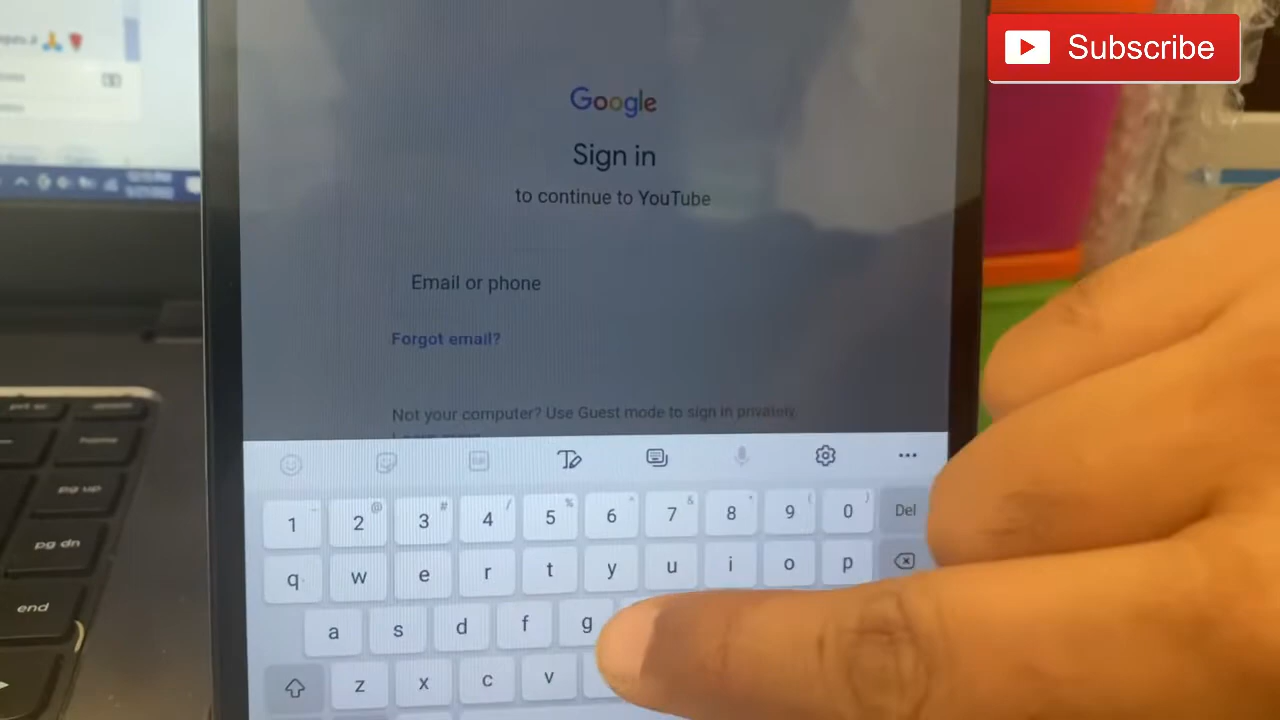 Subscribe
Google
Sign in
to continue to YouTube
Email or phone
Forgot email?
Not your computer? Use Guest mode to sign in privately.
1 2 @ 3 # 4 / 5 % 6 ^ 7 & 8 * 9 ( 0 ) Del
q w e r t y u i o p
a s d f g
z x c v
home
pg up
pg dn
end